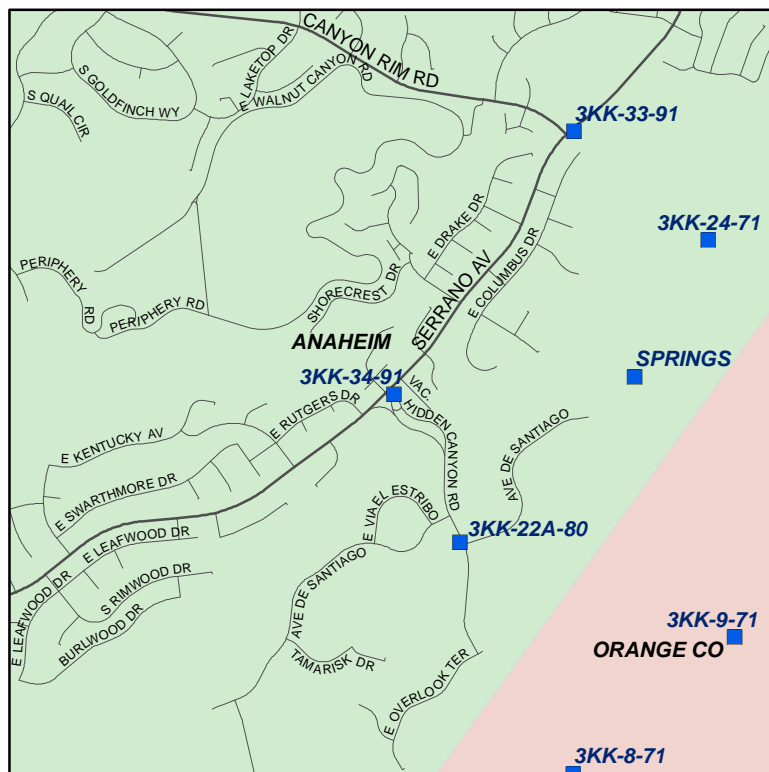 CANYON RIM RD
E LAKETOP DR
S GOLDFINCH WY
E WALNUT CANYON RD
S QUAIL CIR
3KK-33-91
3KK-24-71
E DRAKE DR
PERIPHERY RD
SHORECREST DR
E COLUMBUS DR
PERIPHERY RD
SERRANO AV
ANAHEIM
SPRINGS
3KK-34-91
VAC.
HIDDEN CANYON RD
E RUTGERS DR
AVE DE SANTIAGO
E KENTUCKY AV
E SWARTHMORE DR
E VIA EL ESTRIBO
3KK-22A-80
E LEAFWOOD DR
AVE DE SANTIAGO
S RIMWOOD DR
E LEAFWOOD DR
BURLWOOD DR
TAMARISK DR
3KK-9-71
ORANGE CO
E OVERLOOK TER
3KK-8-71